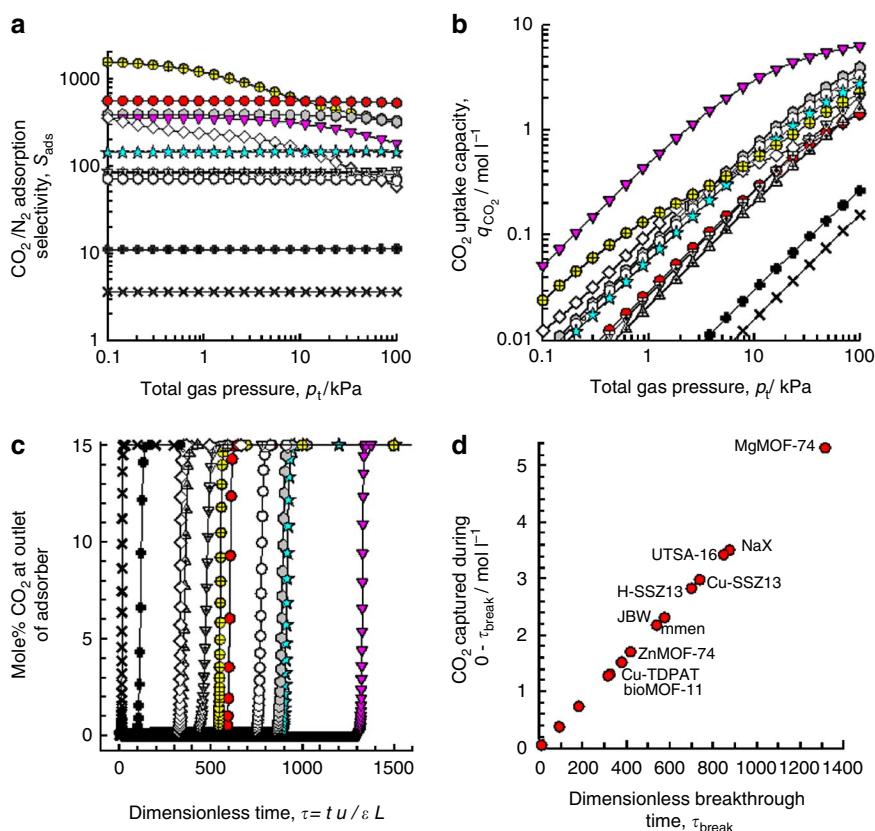 a
1000
100
10
1
0.1
1
10
100
CO2/N2 adsorption
selectivity, Sads
Total gas pressure, pt/kPa
b
10
1
0.1
0.01
0.1
1
10
100
CO2 uptake capacity,
qCO2 / mol l−1
Total gas pressure, pt/ kPa
c
15
10
5
0
0
500
1000
1500
Mole% CO2 at outlet
of adsorber
Dimensionless time, τ= t u / ε L
d
5
4
3
2
1
0
0
200
400
600
800
1000
1200
1400
CO2 captured during
0 - τbreak / mol l−1
MgMOF-74
NaX
UTSA-16
Cu-SSZ13
H-SSZ13
JBW
mmen
ZnMOF-74
Cu-TDPAT
bioMOF-11
Dimensionless breakthrough
time, τbreak